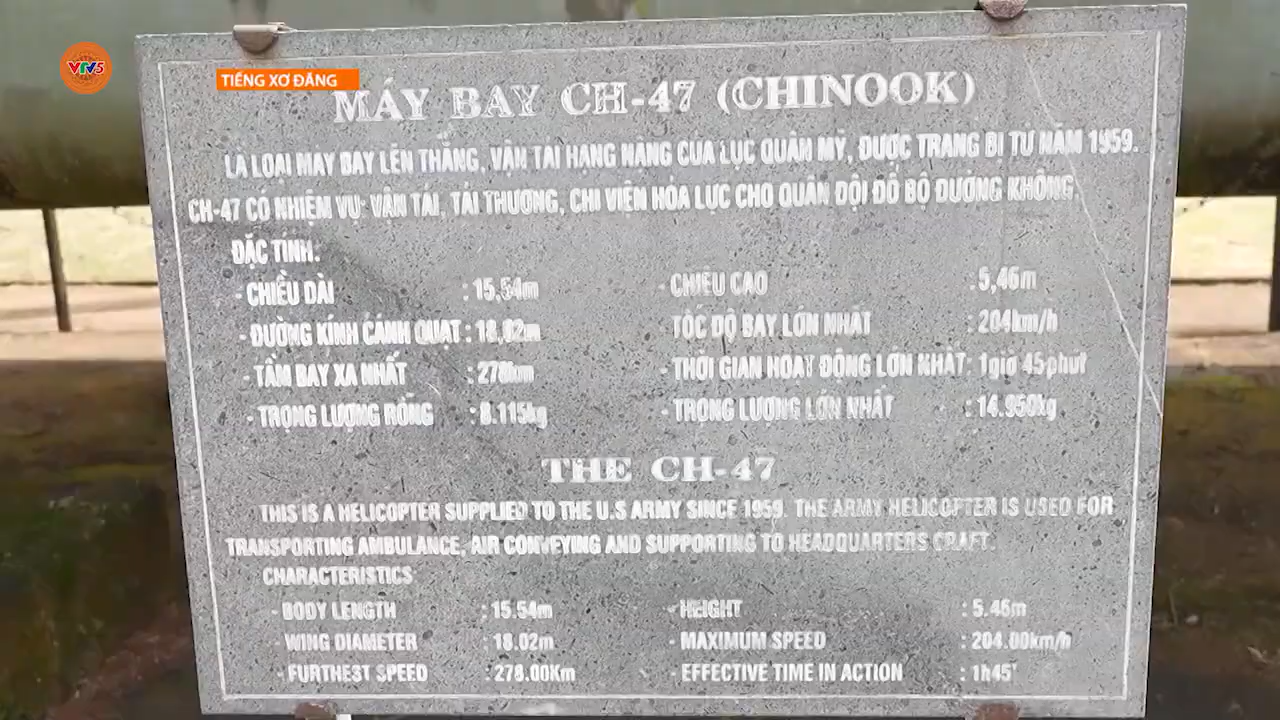 VTV5
TIẾNG XƠ ĐĂNG
MÁY BAY CH-47 (CHINOOK)
LÀ LOẠI MÁY BAY LÊN THẲNG, VẬN TẢI HẠNG NẶNG CỦA LỤC QUÂN MỸ, ĐƯỢC TRANG BỊ TỪ NĂM 1959.
CH-47 CÓ NHIỆM VỤ: VẬN TẢI, TẢI THƯƠNG, CHI VIỆN HỎA LỰC CHO QUÂN ĐỘI ĐỔ BỘ ĐƯỜNG KHÔNG
ĐẶC TÍNH.
- CHIỀU DÀI : 15,54m - CHIỀU CAO : 5,46m
- ĐƯỜNG KÍNH CÁNH QUẠT : 18,02m TỐC ĐỘ BAY LỚN NHẤT : 204km/h
- TẦM BAY XA NHẤT : 278km - THỜI GIAN HOẠT ĐỘNG LỚN NHẤT : 1giờ 45phút
- TRỌNG LƯỢNG RỖNG : 8.115kg - TRỌNG LƯỢNG LỚN NHẤT : 14.950kg
THE CH-47
THIS IS A HELICOPTER SUPPLIED TO THE U.S ARMY SINCE 1959. THE ARMY HELICOPTER IS USED FOR
TRANSPORTING AMBULANCE, AIR CONVEYING AND SUPPORTING TO HEADQUARTERS CRAFT.
CHARACTERISTICS
- BODY LENGTH : 15.54m - HEIGHT : 5.46m
- WING DIAMETER : 18.02m - MAXIMUM SPEED : 204.00km/h
- FURTHEST SPEED : 278.00Km - EFFECTIVE TIME IN ACTION : 1h45'